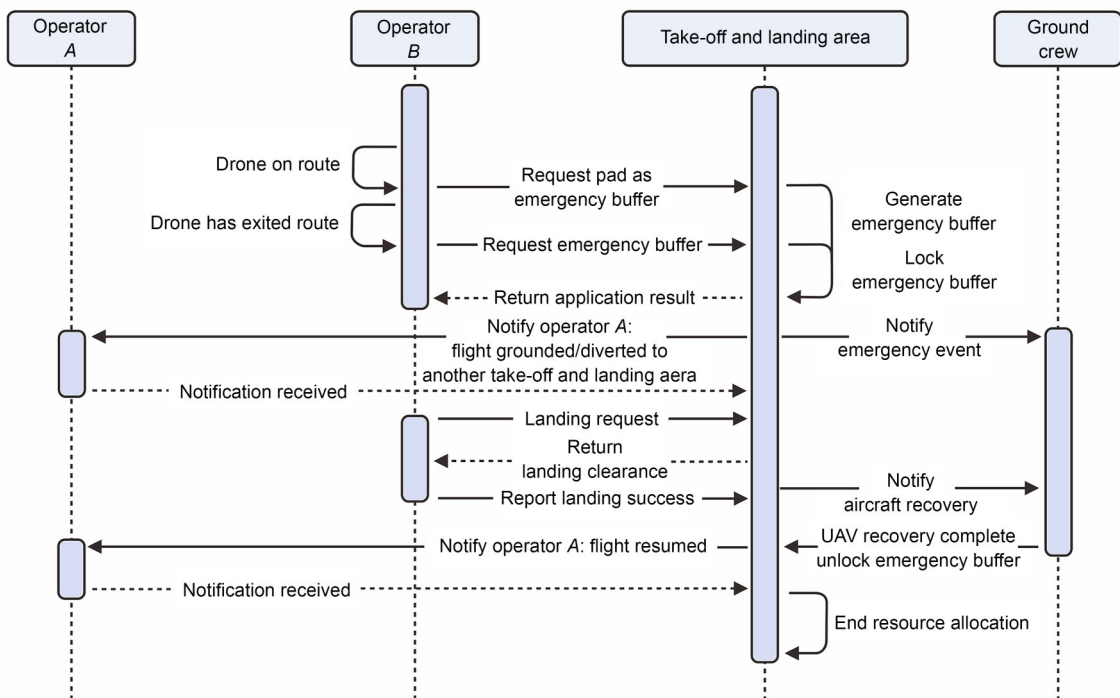 Operator
A
Operator
B
Take-off and landing area
Ground
crew
Drone on route
Request pad as
emergency buffer
Generate
emergency buffer
Drone has exited route
Request emergency buffer
Lock
emergency buffer
Return application result
Notify operator A:
flight grounded/diverted to
another take-off and landing aera
Notify
emergency event
Notification received
Landing request
Return
landing clearance
Report landing success
Notify
aircraft recovery
Notify operator A: flight resumed
UAV recovery complete
unlock emergency buffer
Notification received
End resource allocation